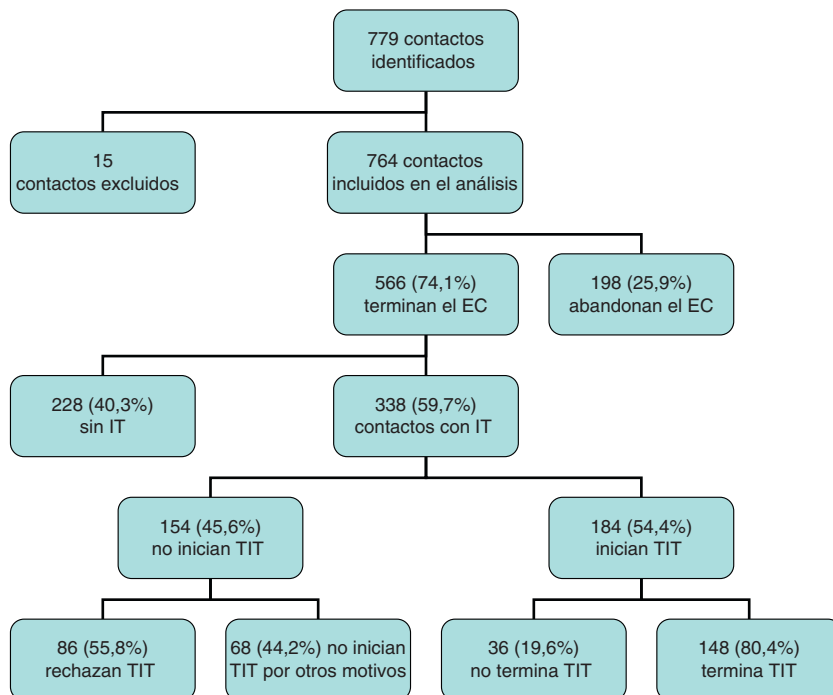 779 contactos
identificados
15
contactos excluidos
764 contactos
incluidos en el análisis
566 (74,1%)
terminan el EC
198 (25,9%)
abandonan el EC
228 (40,3%)
sin IT
338 (59,7%)
contactos con IT
154 (45,6%)
no inician TIT
184 (54,4%)
inician TIT
86 (55,8%)
rechazan TIT
68 (44,2%) no inician
TIT por otros motivos
36 (19,6%)
no termina TIT
148 (80,4%)
termina TIT